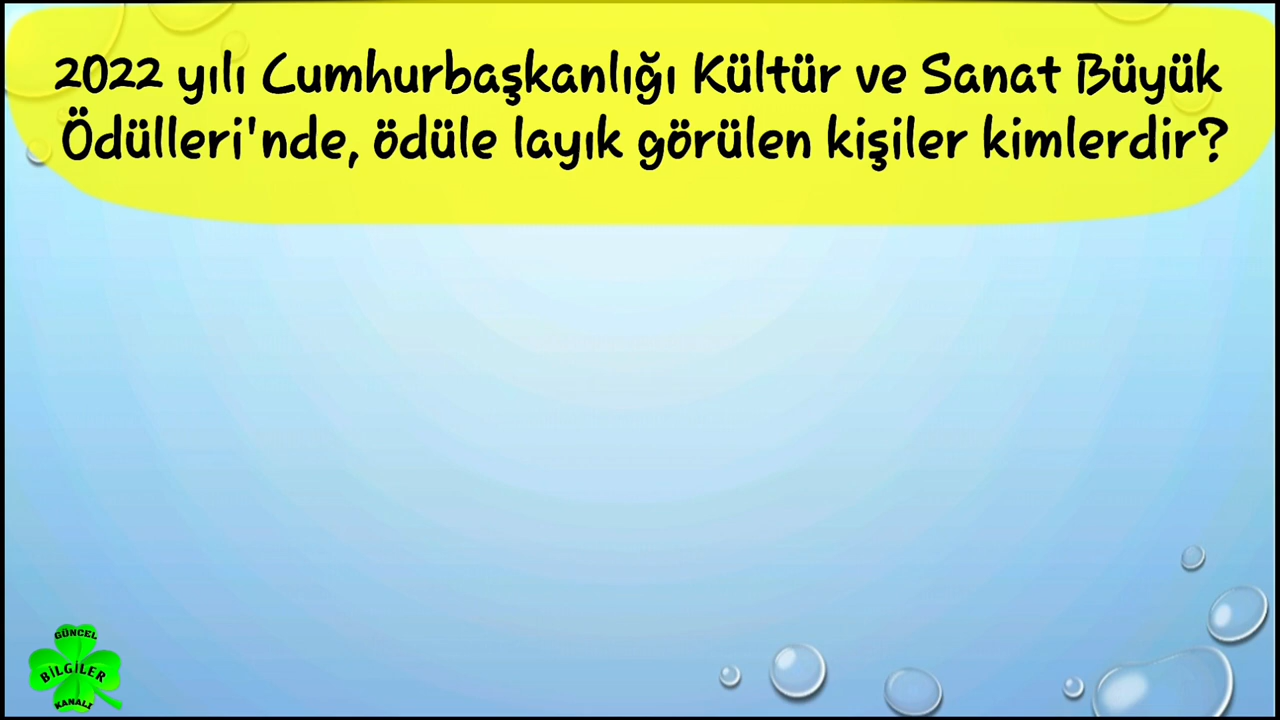 2022 yılı Cumhurbaşkanlığı Kültür ve Sanat Büyük
Ödülleri'nde, ödüle layık görülen kişiler kimlerdir?
GÜNCEL
BİLGİLER
KANALI